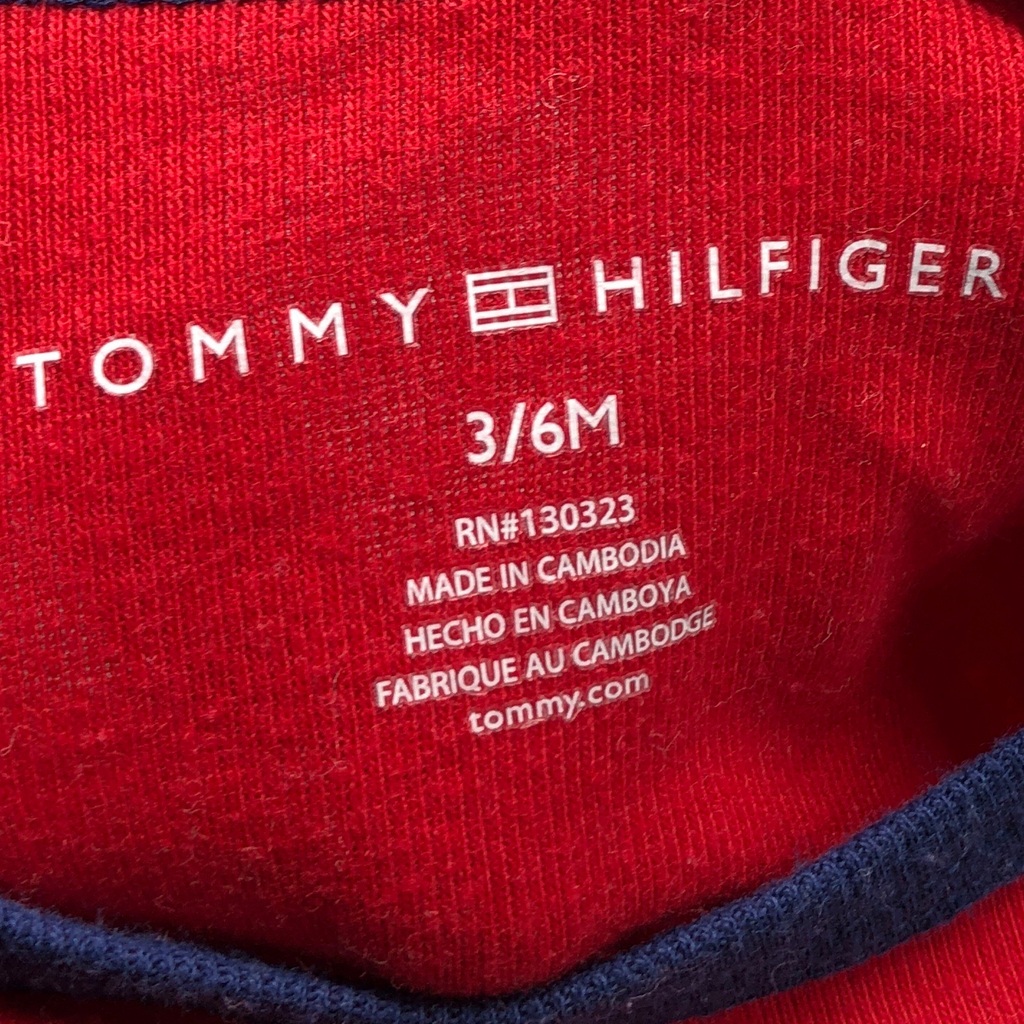 TOMMY HILFIGER
3/6M
RN#130323
MADE IN CAMBODIA
HECHO EN CAMBOYA
FABRIQUE AU CAMBODGE
tommy.com